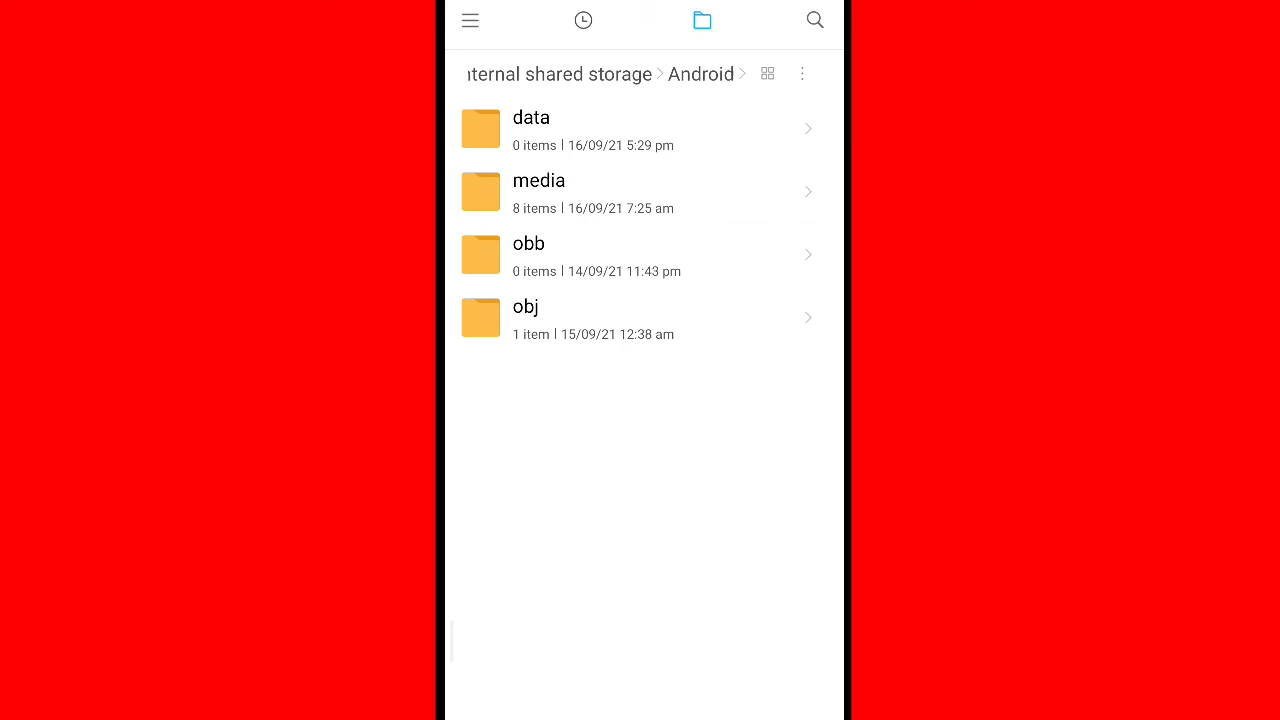 nternal shared storage > Android >
data
0 items | 16/09/21 5:29 pm
media
8 items | 16/09/21 7:25 am
obb
0 items | 14/09/21 11:43 pm
obj
1 item | 15/09/21 12:38 am